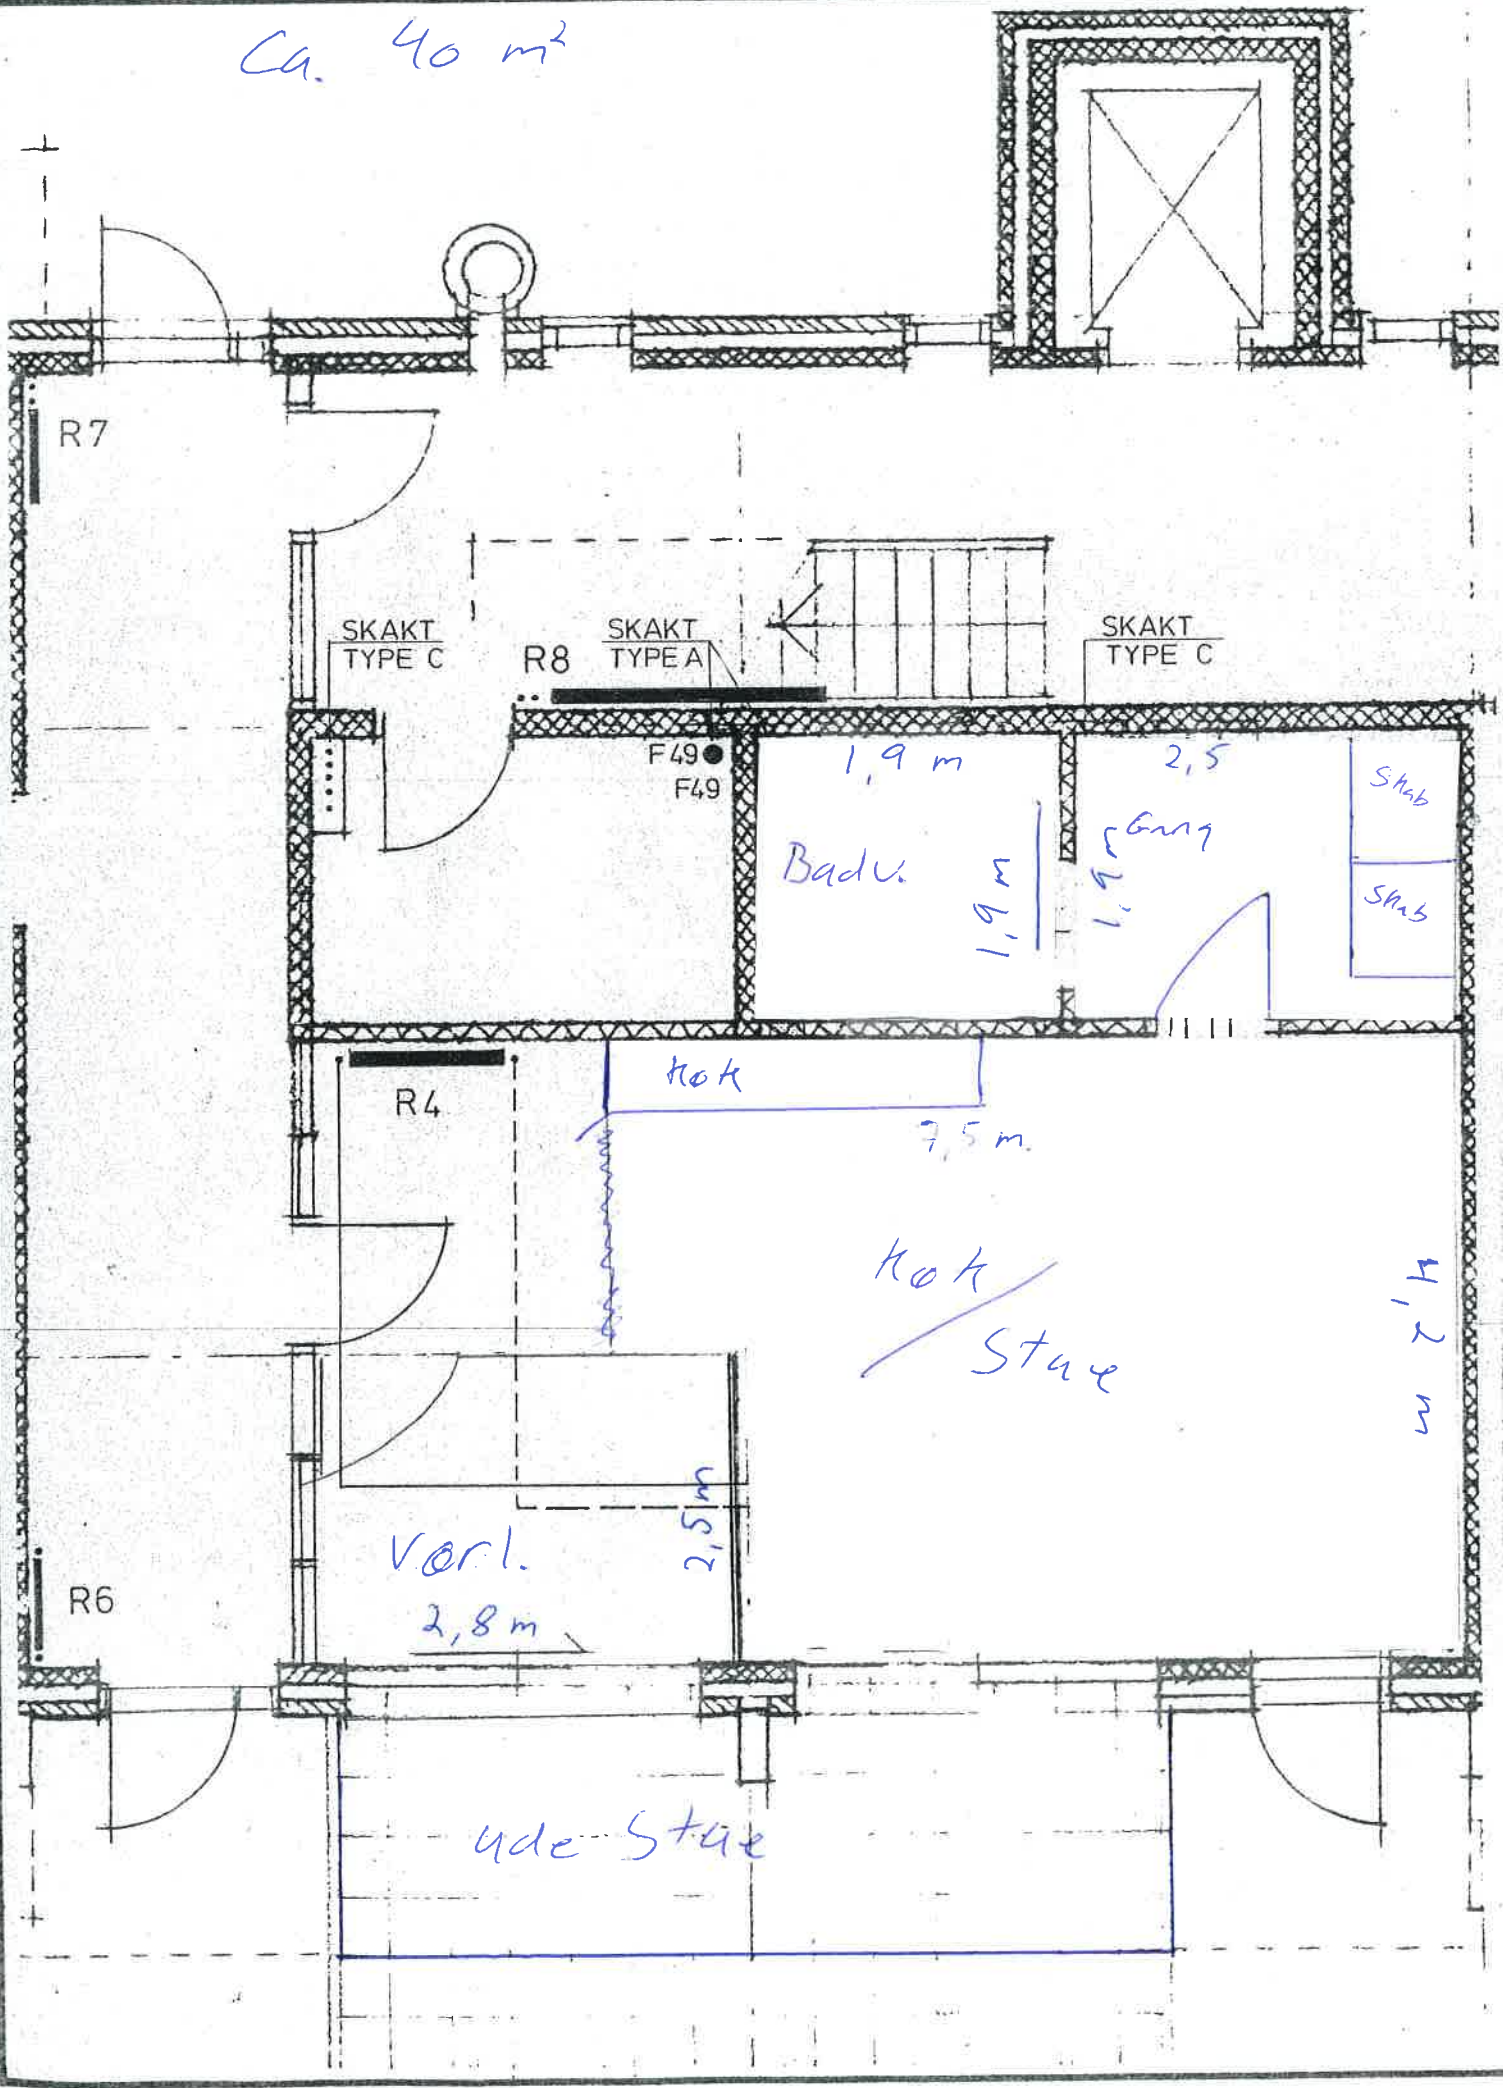 Ca. 40 m²
R7
SKAKT
TYPE C
R8
SKAKT
TYPE A
SKAKT
TYPE C
F49
F49
1,9 m
2,5
Skab
Badv.
1,9 m
1,9 m
Gang
Skab
R4
Køk
7,5 m.
Køk
Stue
4,2 m
2,5 m
Værl.
2,8 m
R6
ude Stue